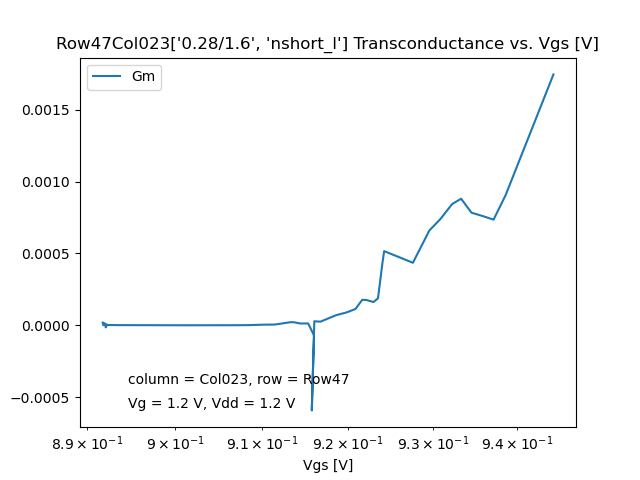 Row47Col023['0.28/1.6', 'nshort_l'] Transconductance vs. Vgs [V]
Gm
0.0015
0.0010
0.0005
0.0000
−0.0005
column = Col023, row = Row47
Vg = 1.2 V, Vdd = 1.2 V
8.9 × 10⁻¹ 9 × 10⁻¹ 9.1 × 10⁻¹ 9.2 × 10⁻¹ 9.3 × 10⁻¹ 9.4 × 10⁻¹
Vgs [V]